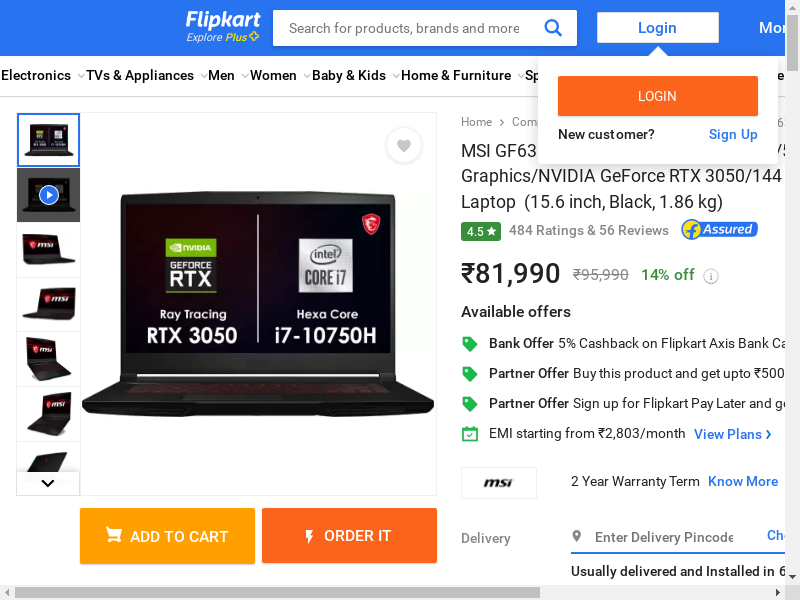 Flipkart
Explore Plus
Search for products, brands and more
Login
Electronics
TVs & Appliances
Men
Women
Baby & Kids
Home & Furniture
LOGIN
New customer? Sign Up
Home
MSI GF63
Graphics/NVIDIA GeForce RTX 3050/144
Laptop (15.6 inch, Black, 1.86 kg)
4.5 ★ 484 Ratings & 56 Reviews Assured
₹81,990 ₹95,990 14% off i
Available offers
Bank Offer 5% Cashback on Flipkart Axis Bank
Partner Offer Buy this product and get upto ₹500
Partner Offer Sign up for Flipkart Pay Later and
EMI starting from ₹2,803/month View Plans
msi 2 Year Warranty Term Know More
Delivery Enter Delivery Pincode
Usually delivered and Installed in 6
NVIDIA
GEFORCE
RTX
Ray Tracing
RTX 3050
intel
CORE i7
Hexa Core
i7-10750H
ADD TO CART
ORDER IT